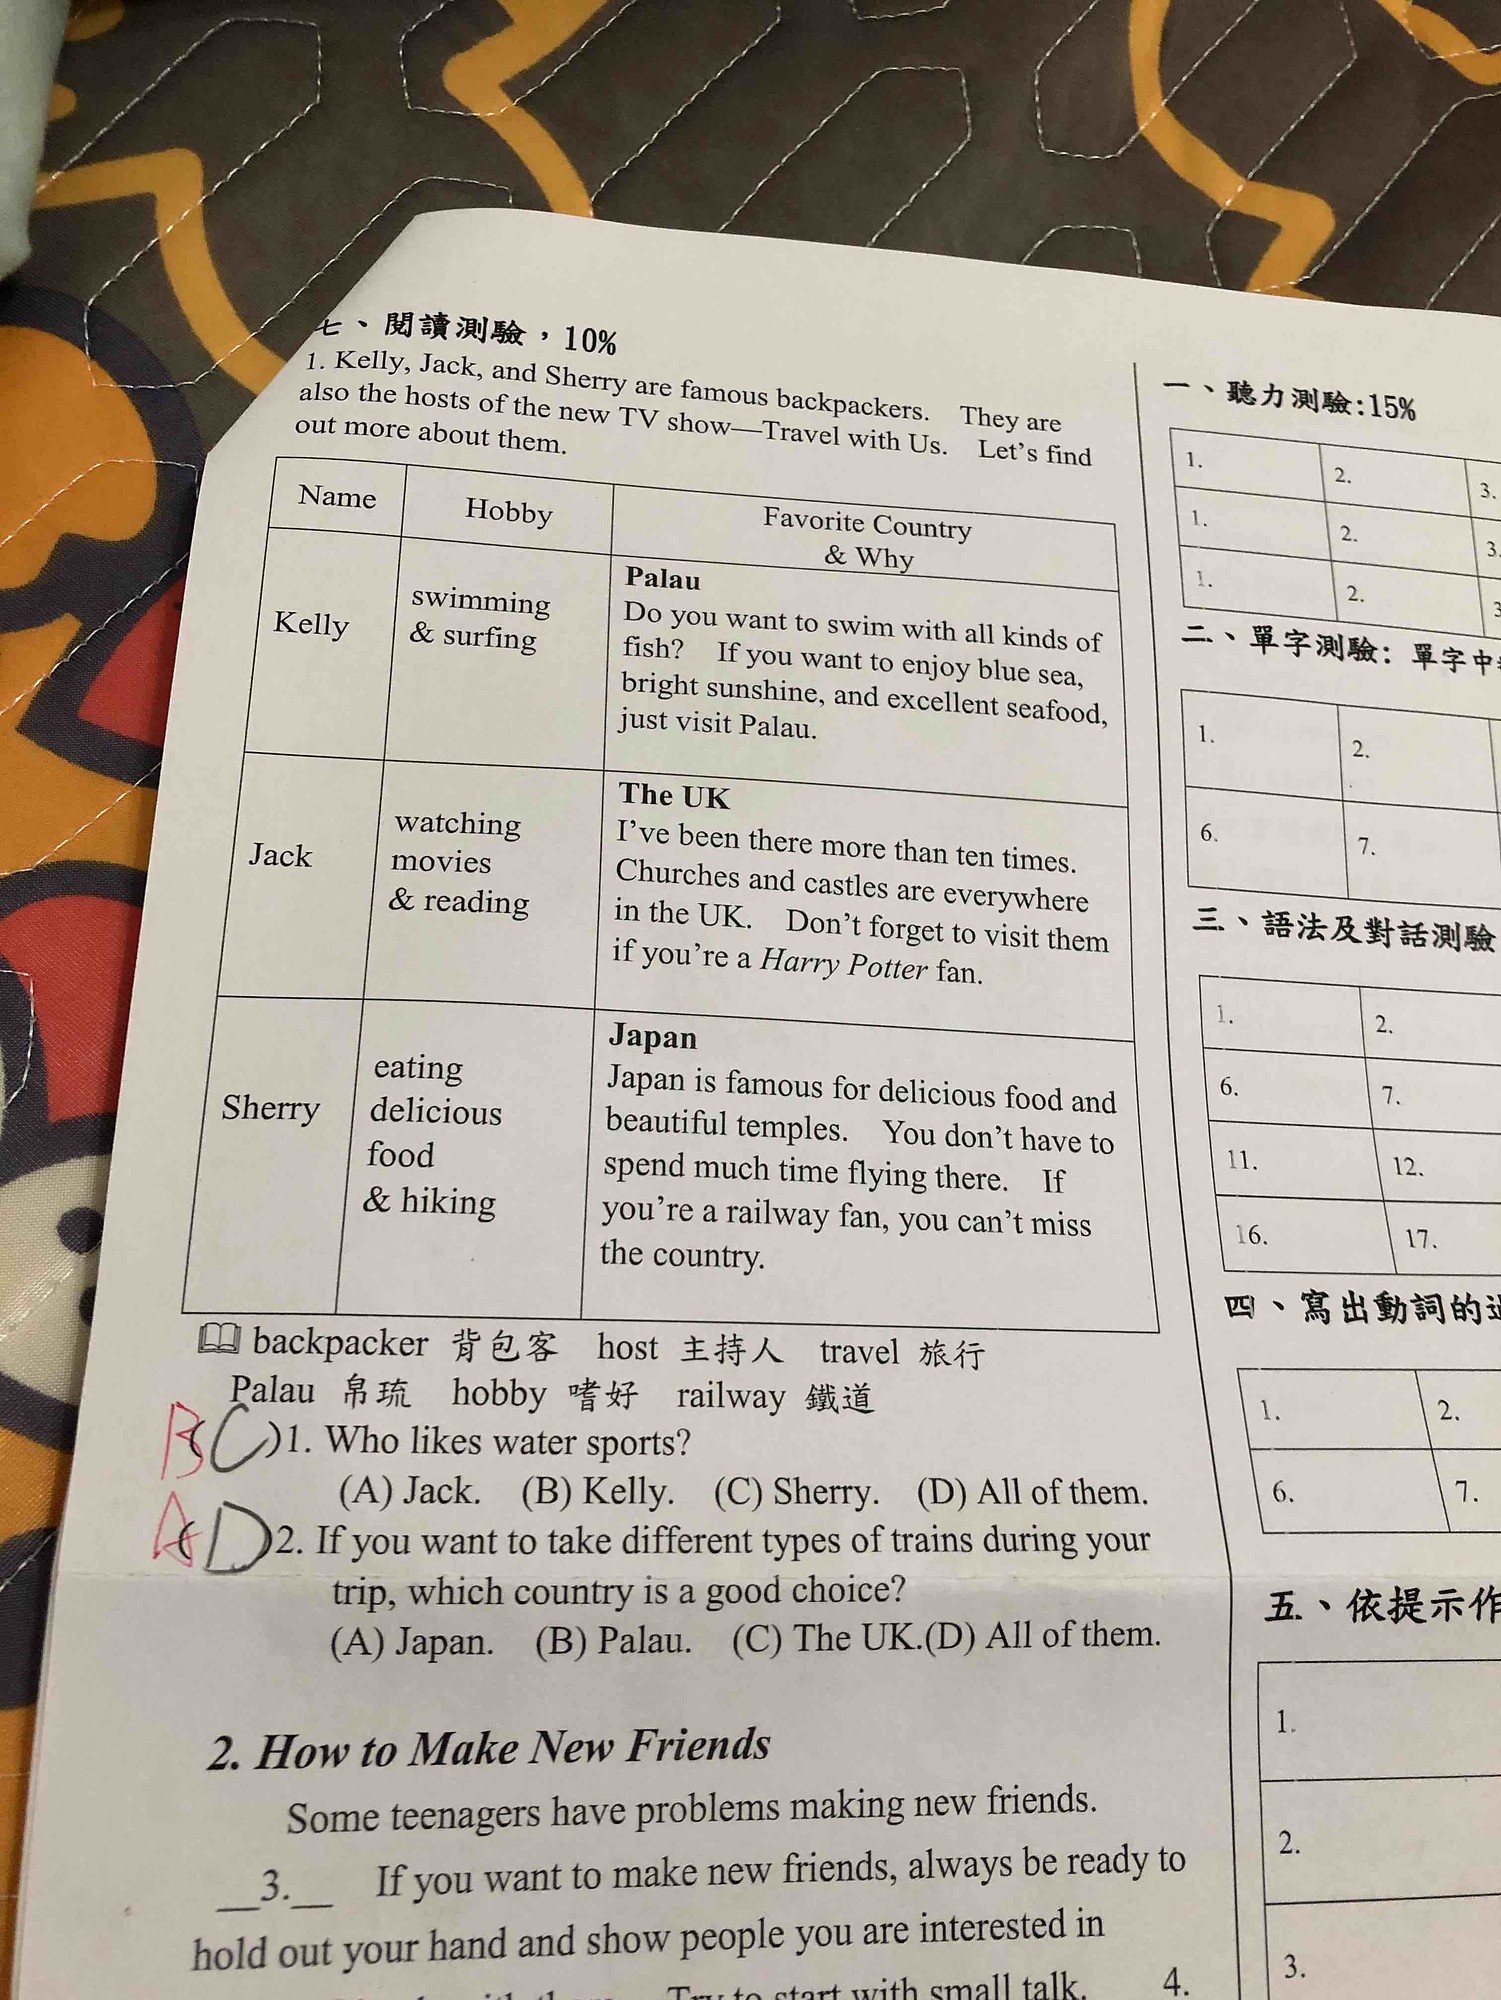 七、閱讀測驗，10%
1. Kelly, Jack, and Sherry are famous backpackers. They are
also the hosts of the new TV show—Travel with Us. Let's find
out more about them.
Name Hobby Favorite Country
& Why
Kelly
swimming
& surfing
Palau
Do you want to swim with all kinds of
fish? If you want to enjoy blue sea,
bright sunshine, and excellent seafood,
just visit Palau.
Jack
watching
movies
& reading
The UK
I've been there more than ten times.
Churches and castles are everywhere
in the UK. Don't forget to visit them
if you're a Harry Potter fan.
Sherry
eating
delicious
food
& hiking
Japan
Japan is famous for delicious food and
beautiful temples. You don't have to
spend much time flying there. If
you're a railway fan, you can't miss
the country.
backpacker 背包客 host 主持人 travel 旅行
Palau 帛琉 hobby 嗜好 railway 鐵道
B(C)1. Who likes water sports?
(A) Jack. (B) Kelly. (C) Sherry. (D) All of them.
A(D)2. If you want to take different types of trains during your
trip, which country is a good choice?
(A) Japan. (B) Palau. (C) The UK.(D) All of them.
2. How to Make New Friends
Some teenagers have problems making new friends.
__3.__ If you want to make new friends, always be ready to
hold out your hand and show people you are interested in
Try to start with small talk. 4.
一、聽力測驗:15%
1. 2. 3.
1. 2. 3.
1. 2. 3
二、單字測驗: 單字中
1. 2.
6. 7.
三、語法及對話測驗
1. 2.
6. 7.
11. 12.
16. 17.
四、寫出動詞的過
1. 2.
6. 7.
五、依提示作
1.
2.
3.